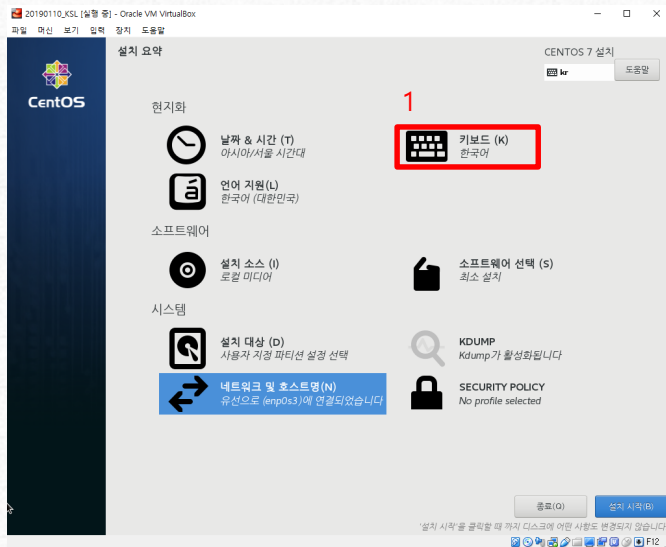 20190110_KSL [실행 중] - Oracle VM VirtualBox
파일 머신 보기 입력 장치 도움말
설치 요약
CENTOS 7 설치
kr
도움말
CentOS
현지화
1
날짜 & 시간 (T)
아시아/서울 시간대
키보드 (K)
한국어
언어 지원(L)
한국어 (대한민국)
소프트웨어
설치 소스 (I)
로컬 미디어
소프트웨어 선택 (S)
최소 설치
시스템
설치 대상 (D)
사용자 지정 파티션 설정 선택
KDUMP
Kdump가 활성화됩니다
네트워크 및 호스트명(N)
유선으로 (enp0s3)에 연결되었습니다
SECURITY POLICY
No profile selected
종료(Q)
설치 시작(B)
'설치 시작'을 클릭할 때 까지 디스크에 어떤 사항도 변경되지 않습니다
F12